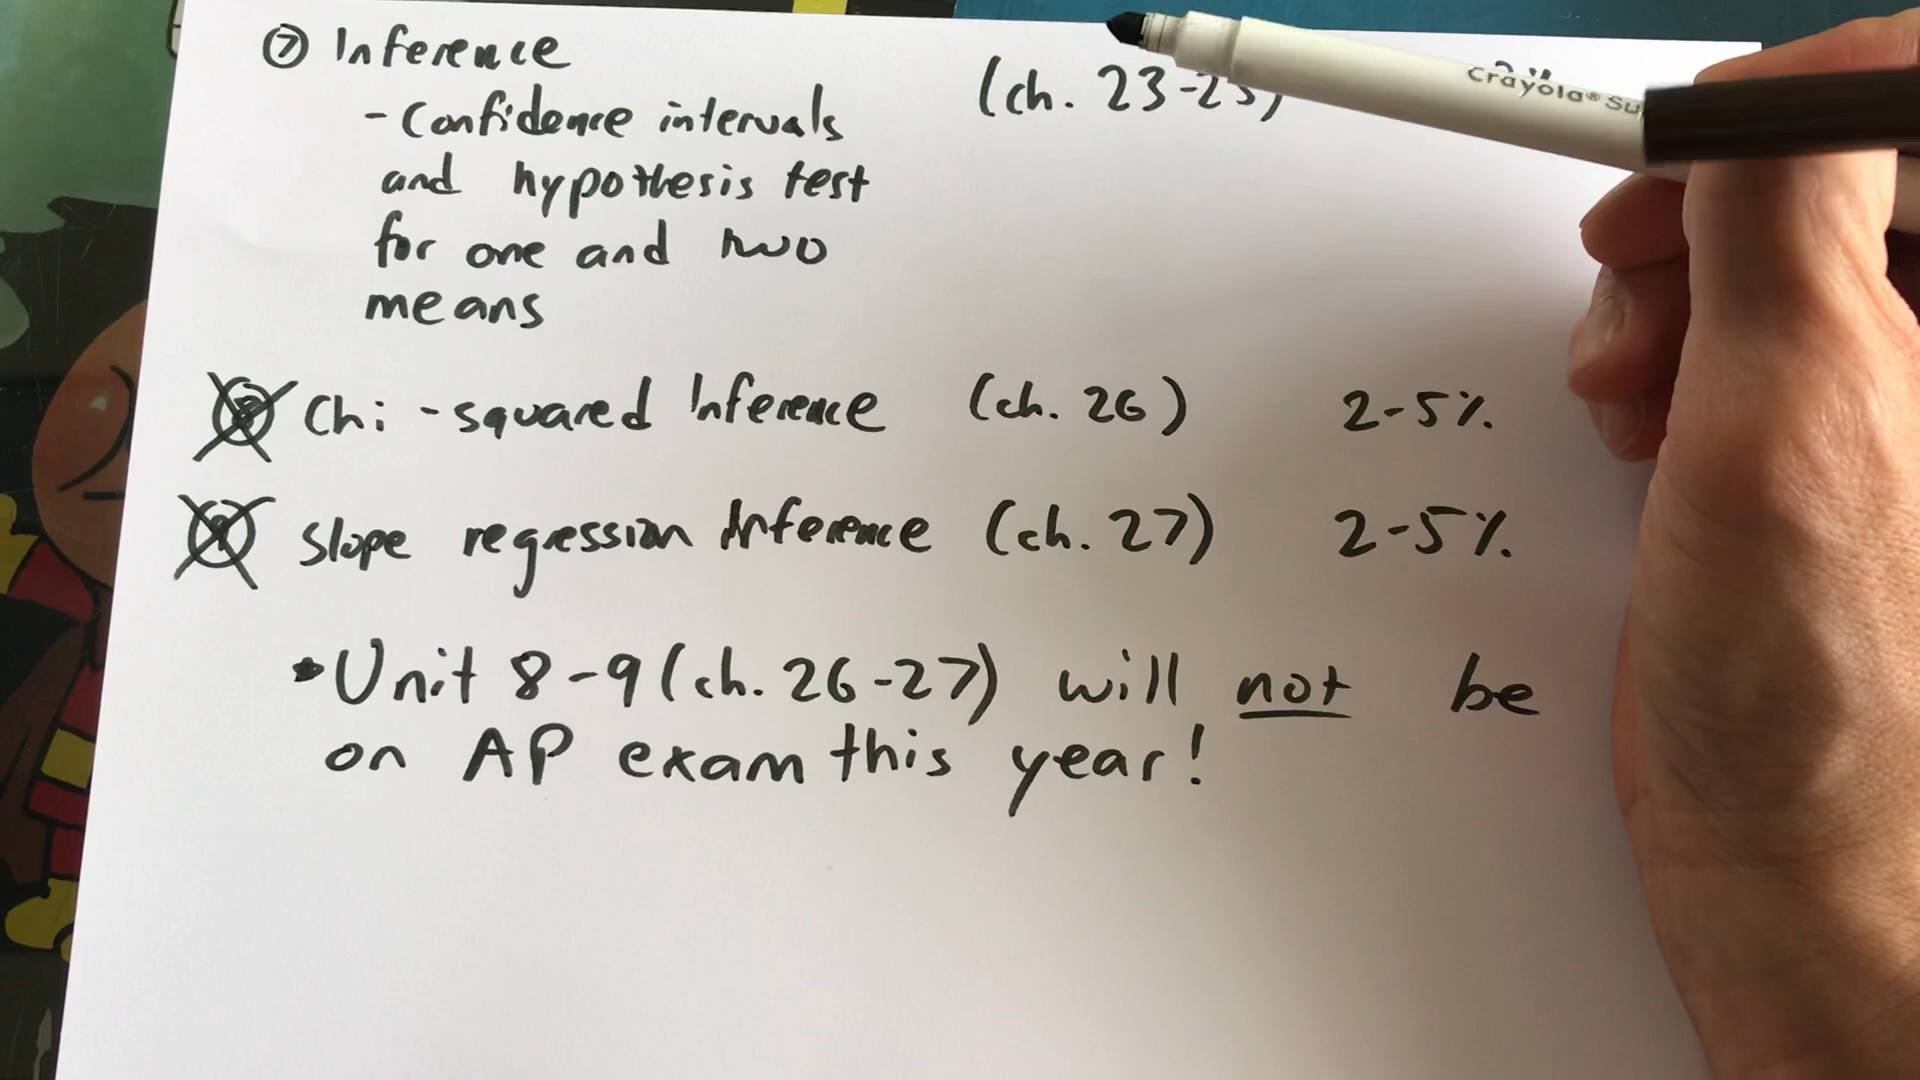 ⑦ Inference
- Confidence intervals (ch. 23-25)
and hypothesis test
for one and two
means
Chi-squared Inference (ch. 26) 2-5%
Slope regression Inference (ch. 27) 2-5%
• Unit 8-9 (ch. 26-27) will not be
on AP exam this year!
Crayola® Su